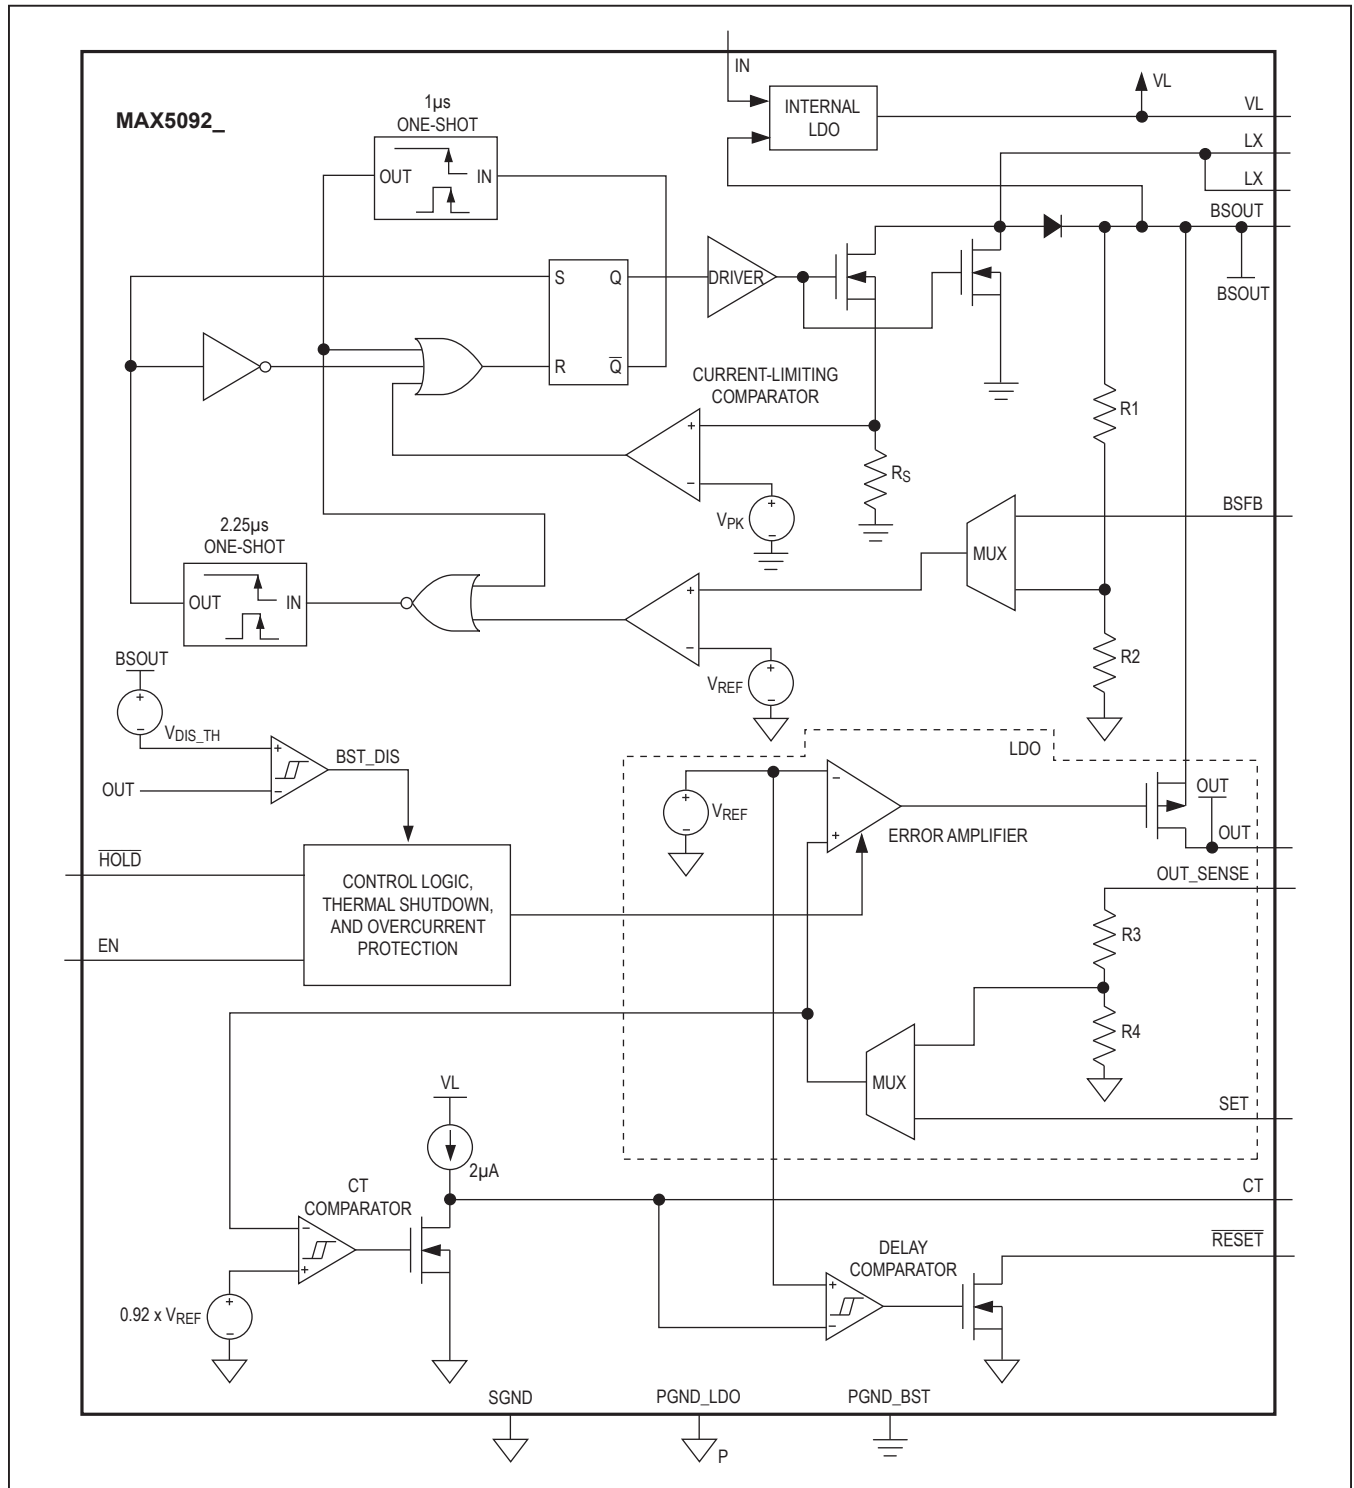 IN
MAX5092_
1µs
ONE-SHOT
OUT
IN
INTERNAL
LDO
VL
VL
LX
LX
BSOUT
BSOUT
S
Q
R
Q̅
DRIVER
CURRENT-LIMITING
COMPARATOR
+
−
RS
VPK
+
−
R1
BSFB
MUX
2.25µs
ONE-SHOT
OUT
IN
+
−
VREF
+
−
R2
BSOUT
+
−
VDIS_TH
+
−
OUT
BST_DIS
LDO
+
−
VREF
−
+
ERROR AMPLIFIER
OUT
OUT
H̅O̅L̅D̅
EN
CONTROL LOGIC,
THERMAL SHUTDOWN,
AND OVERCURRENT
PROTECTION
OUT_SENSE
R3
R4
MUX
SET
VL
2µA
CT
COMPARATOR
−
+
0.92 x VREF
+
−
CT
DELAY
COMPARATOR
+
−
R̅E̅S̅E̅T̅
SGND
PGND_LDO
P
PGND_BST